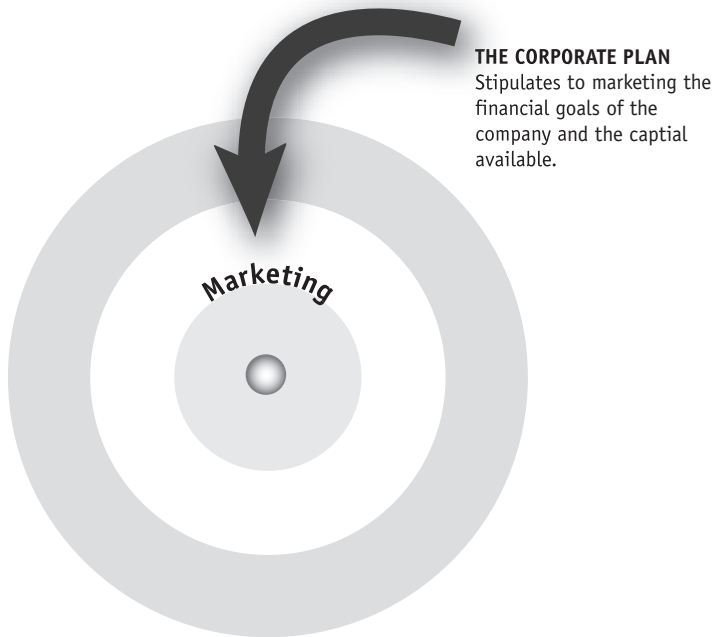 THE CORPORATE PLAN
Stipulates to marketing the
financial goals of the
company and the captial
available.
Marketing